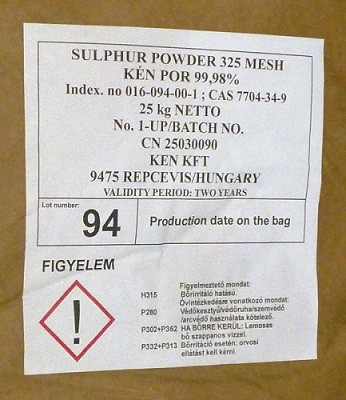 SULPHUR POWDER 325 MESH
KÉN POR 99,98%
Index. no 016-094-00-1 ; CAS 7704-34-9
25 kg NETTO
No. 1-UP/BATCH NO.
CN 25030090
KEN KFT
9475 REPCEVIS/HUNGARY
VALIDITY PERIOD: TWO YEARS
Lot number:
94
Production date on the bag
FIGYELEM
Figyelmeztető mondat:
H315 Bőrirritáló hatású.
Óvintézkedésre vonatkozó mondat:
P280 Védőkesztyű/védőruha/szemvédő
/arcvédő használata kötelező.
P302+P352 HA BŐRRE KERÜL: Lemosás
bő szappanos vízzel.
P332+P313 Bőrirritáció esetén: orvosi
ellátást kell kérni.
!